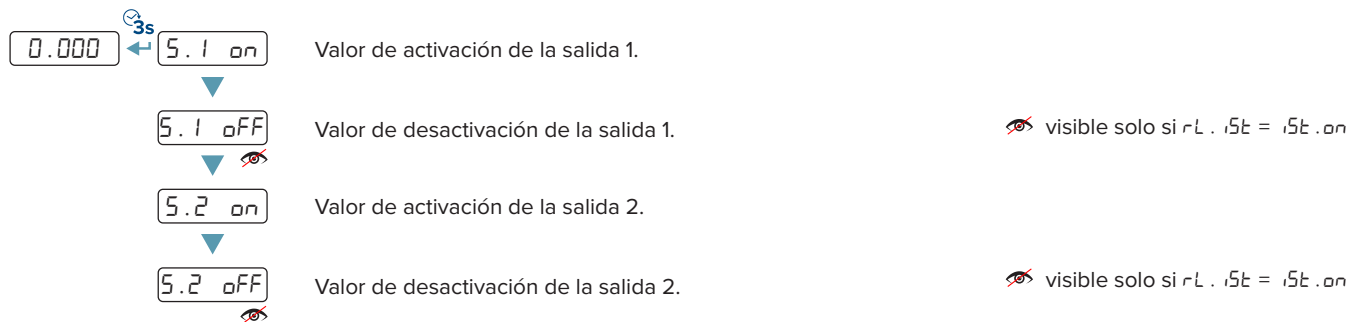 3s
0.000 S.1 on Valor de activación de la salida 1.
S.1 oFF Valor de desactivación de la salida 1. visible solo si rL.iSt = iSt.on
S.2 on Valor de activación de la salida 2.
S.2 oFF Valor de desactivación de la salida 2. visible solo si rL.iSt = iSt.on